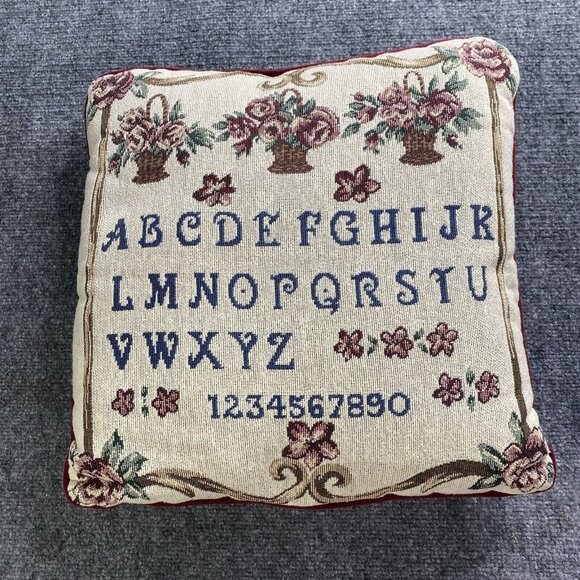 ABCDEFGHIJK
LMNOPQRSTU
VWXYZ
1234567890